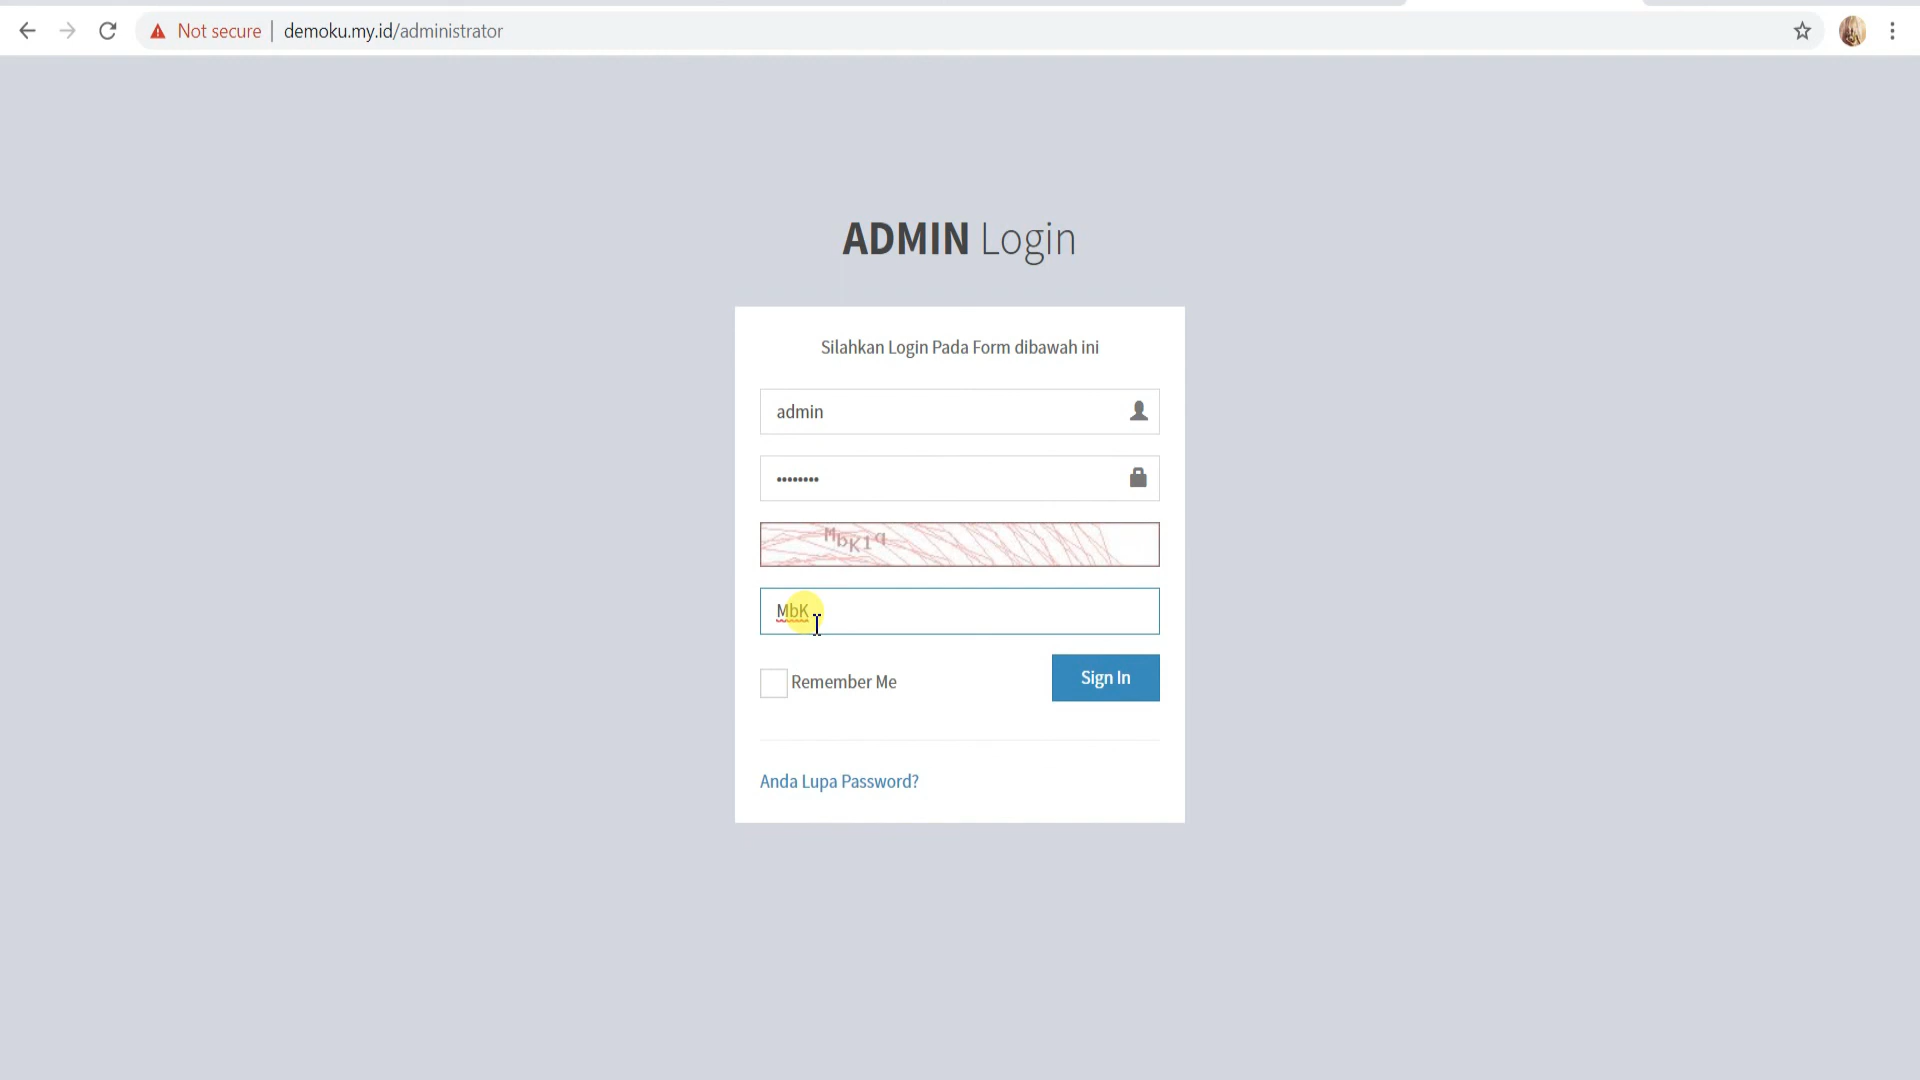 Not secure | demoku.my.id/administrator
ADMIN Login
Silahkan Login Pada Form dibawah ini
admin
••••••••
MbK1q
MbK
Remember Me
Sign In
Anda Lupa Password?